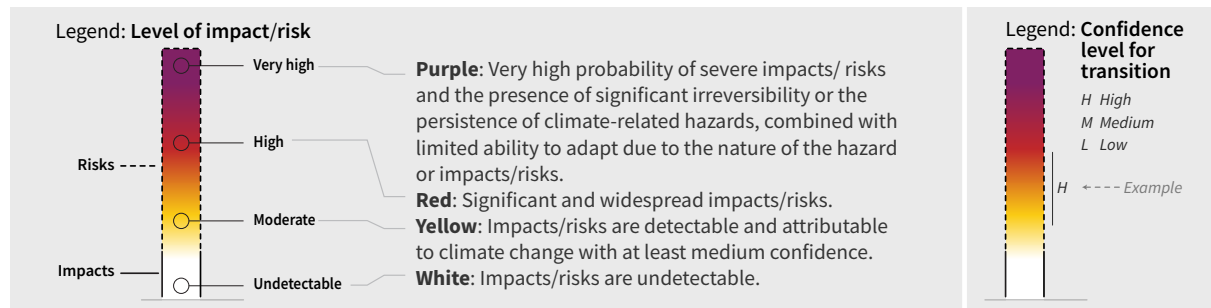 Legend: Level of impact/risk
Very high
High
Risks
Moderate
Impacts
Undetectable
Purple: Very high probability of severe impacts/ risks
and the presence of significant irreversibility or the
persistence of climate-related hazards, combined with
limited ability to adapt due to the nature of the hazard
or impacts/risks.
Red: Significant and widespread impacts/risks.
Yellow: Impacts/risks are detectable and attributable
to climate change with at least medium confidence.
White: Impacts/risks are undetectable.
Legend: Confidence
level for
transition
H High
M Medium
L Low
H
Example